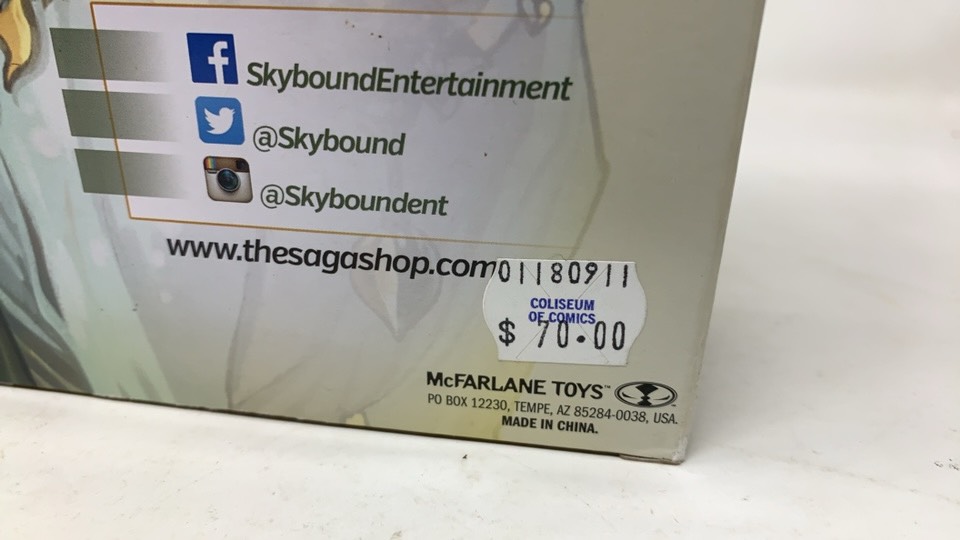 f SkyboundEntertainment
@Skybound
@Skyboundent
www.thesagashop.com
01180911
COLISEUM
OF COMICS
$ 70.00
McFARLANE TOYS™
PO BOX 12230, TEMPE, AZ 85284-0038, USA.
MADE IN CHINA.